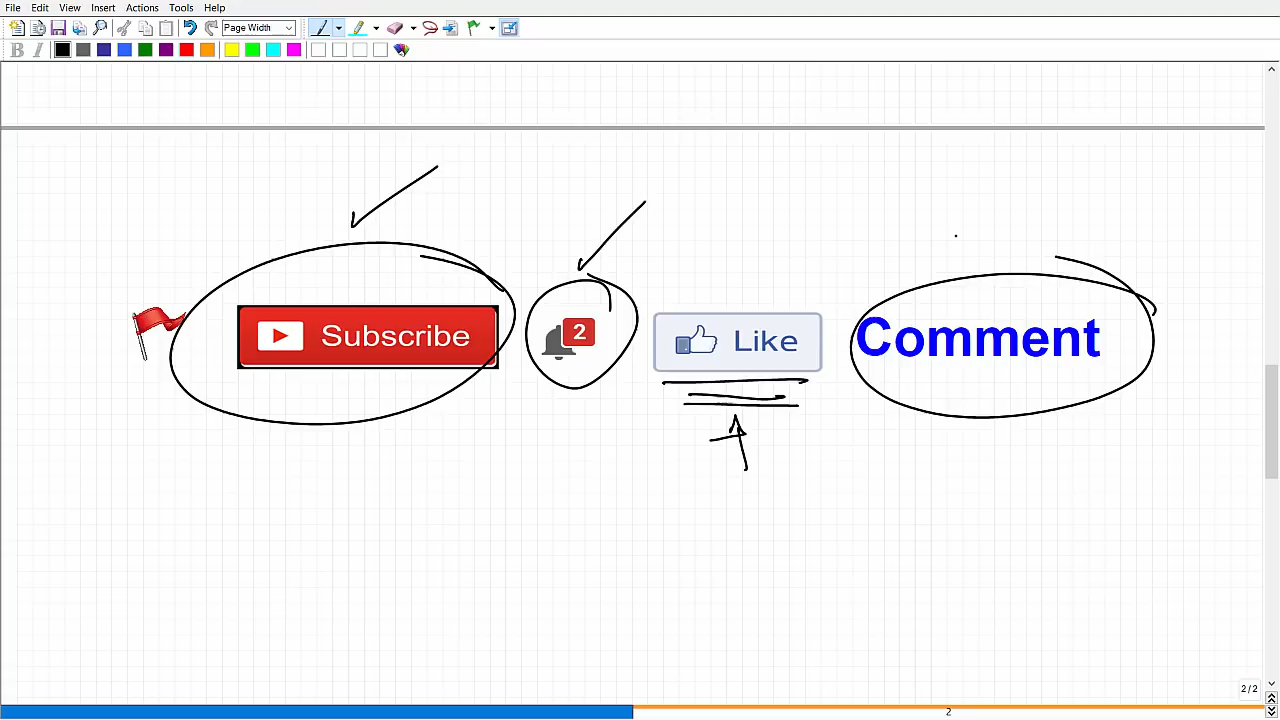 File Edit View Insert Actions Tools Help
Page Width
B I
Subscribe 2 Like Comment
2/2
2